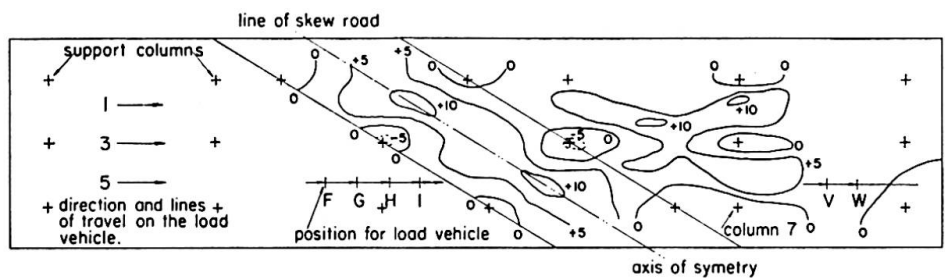 line of skew road
support columns
0
+5
+5
0
0
0
0
0
1
+10
+10
+10
3
0
-5
0
-5
0
0
5
+10
+5
F
G
H
I
V
W
direction and lines
of travel on the load
vehicle.
0
0
+5
0
0
0
position for load vehicle
column 7
axis of symetry